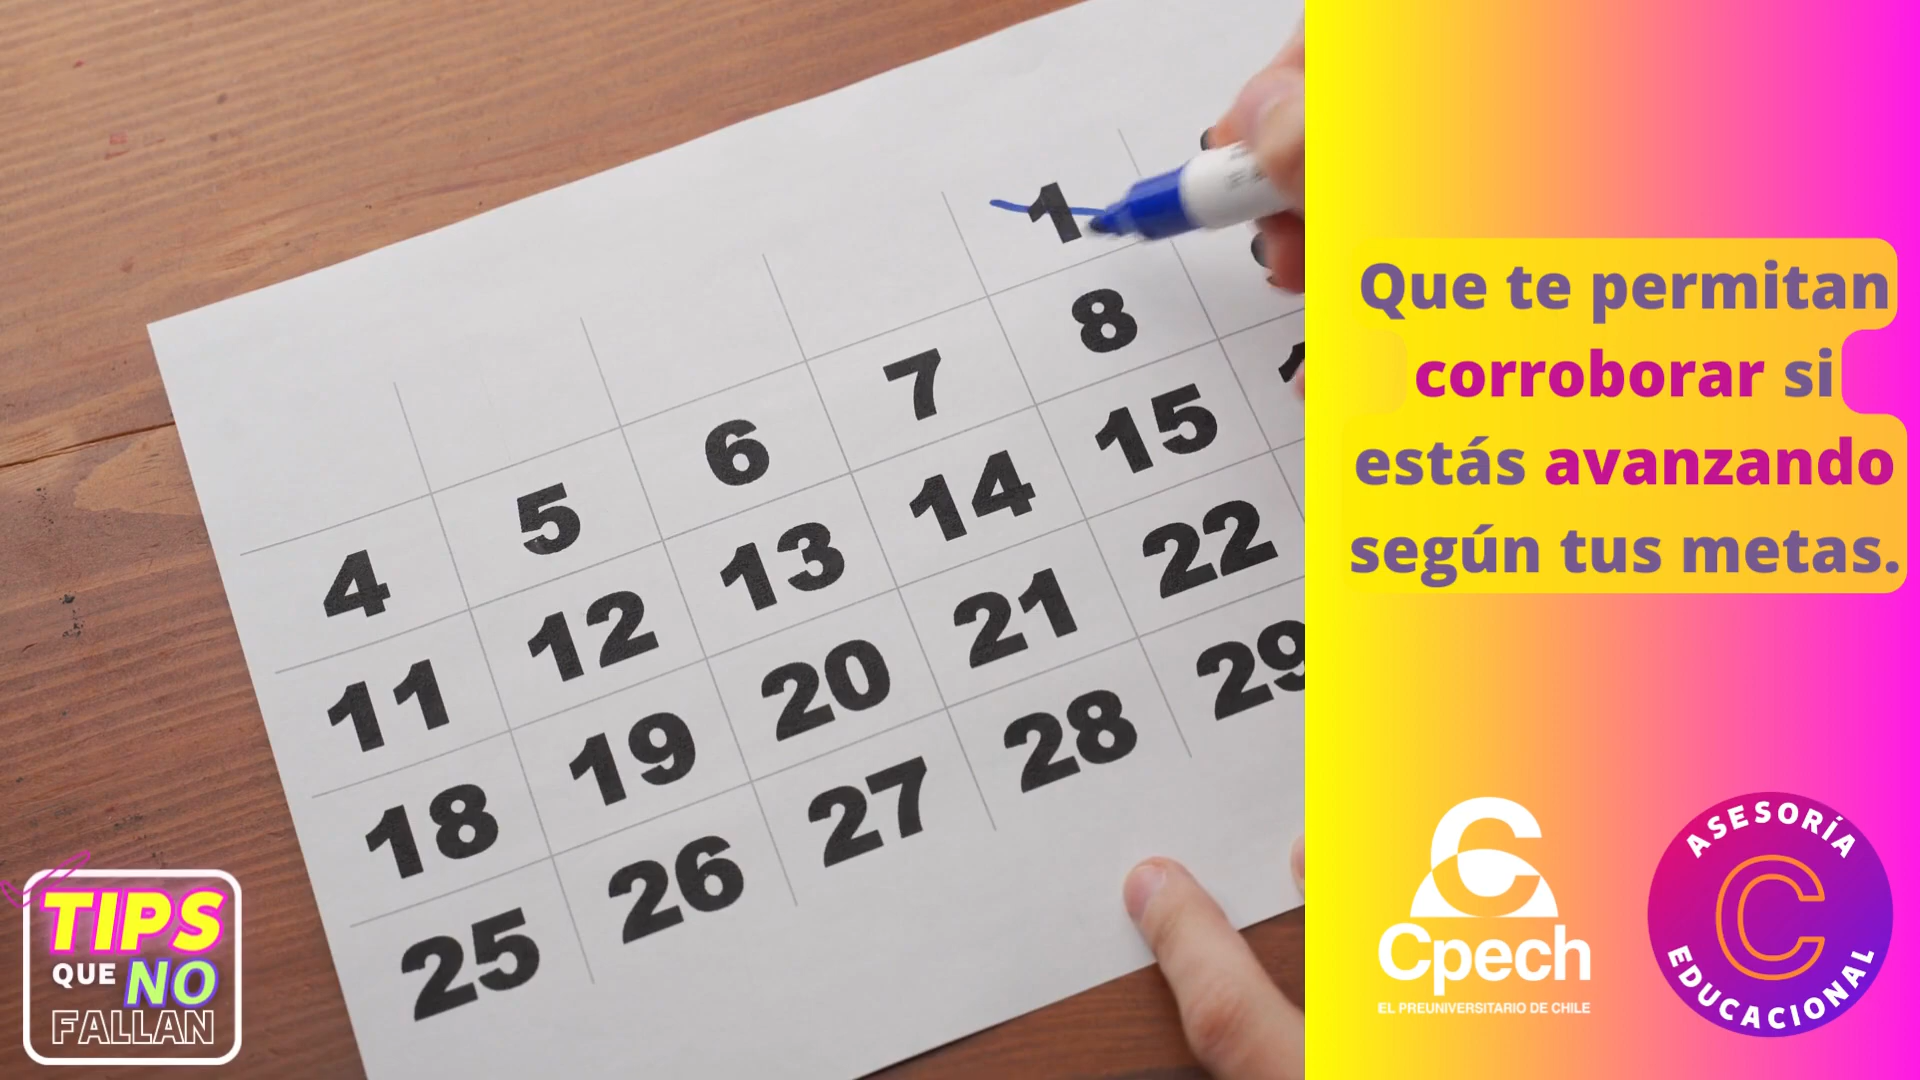 1
4 5 6 7 8
11 12 13 14 15
18 19 20 21 22
25 26 27 28 29
Que te permitan
corroborar si
estás avanzando
según tus metas.
TIPS
QUE NO
FALLAN
Cpech
EL PREUNIVERSITARIO DE CHILE
ASESORÍA
C
EDUCACIONAL